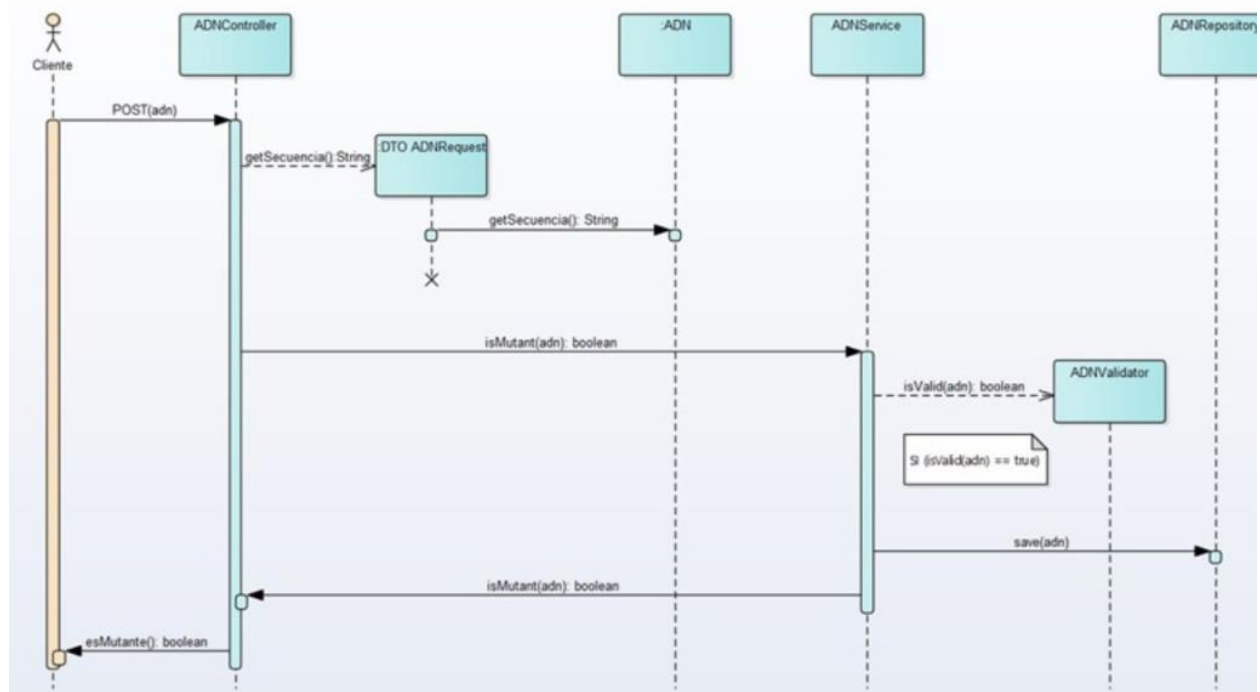 ADNController
:ADN
ADNService
ADNRepository
Cliente
POST(adn)
:DTO ADNRequest
getSecuencia():String
getSecuencia(): String
isMutant(adn): boolean
ADNValidator
isValid(adn): boolean
SI (isValid(adn) == true)
save(adn)
isMutant(adn): boolean
esMutante(): boolean